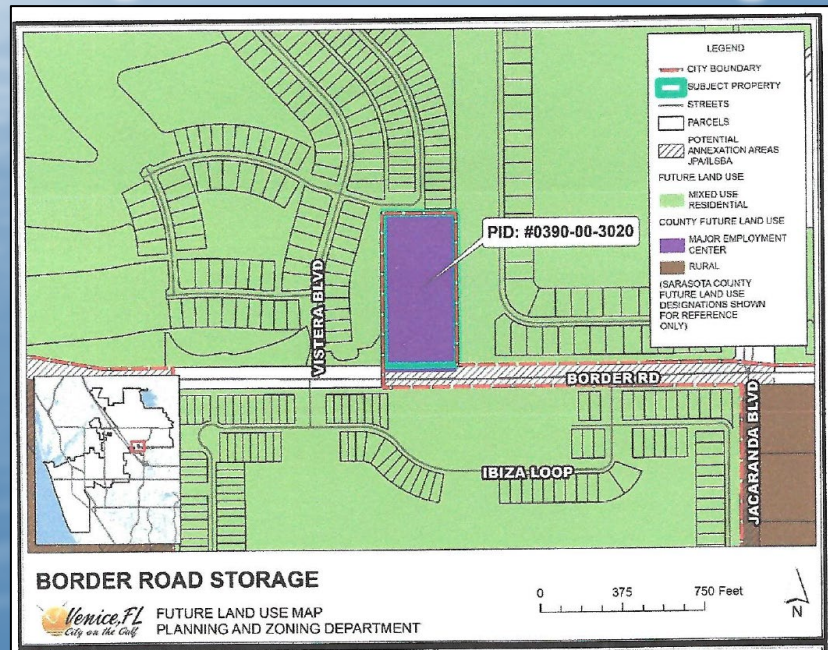 LEGEND
CITY BOUNDARY
SUBJECT PROPERTY
STREETS
PARCELS
POTENTIAL
ANNEXATION AREAS
JPA/ILSBA
FUTURE LAND USE
MIXED USE
RESIDENTIAL
COUNTY FUTURE LAND USE
MAJOR EMPLOYMENT
CENTER
RURAL
(SARASOTA COUNTY
FUTURE LAND USE
DESIGNATIONS SHOWN
FOR REFERENCE
ONLY)
PID: #0390-00-3020
VISTERA BLVD
BORDER RD
IBIZA LOOP
JACARANDA BLVD
BORDER ROAD STORAGE
Venice, FL
City on the Gulf
FUTURE LAND USE MAP
PLANNING AND ZONING DEPARTMENT
0 375 750 Feet
N